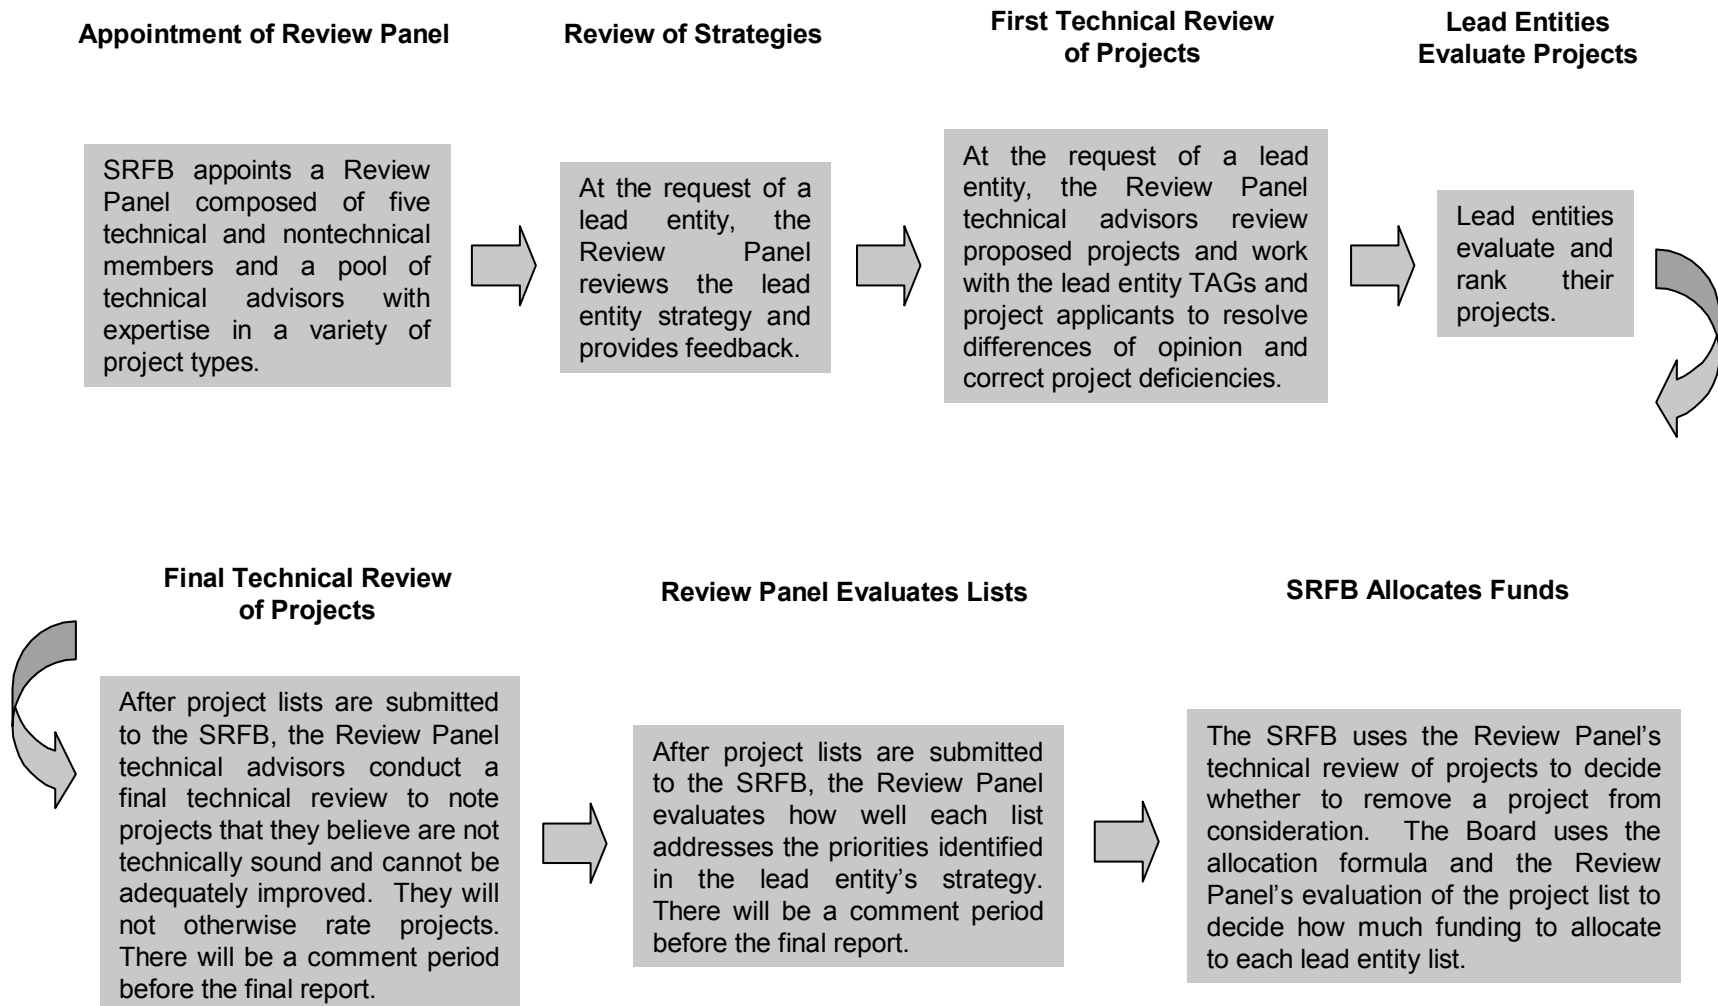 Appointment of Review Panel
SRFB appoints a Review
Panel composed of five
technical and nontechnical
members and a pool of
technical advisors with
expertise in a variety of
project types.
Review of Strategies
At the request of a
lead entity, the
Review Panel
reviews the lead
entity strategy and
provides feedback.
First Technical Review
of Projects
At the request of a lead
entity, the Review Panel
technical advisors review
proposed projects and work
with the lead entity TAGs and
project applicants to resolve
differences of opinion and
correct project deficiencies.
Lead Entities
Evaluate Projects
Lead entities
evaluate and
rank their
projects.
Final Technical Review
of Projects
After project lists are submitted
to the SRFB, the Review Panel
technical advisors conduct a
final technical review to note
projects that they believe are not
technically sound and cannot be
adequately improved. They will
not otherwise rate projects.
There will be a comment period
before the final report.
Review Panel Evaluates Lists
After project lists are submitted
to the SRFB, the Review Panel
evaluates how well each list
addresses the priorities identified
in the lead entity's strategy.
There will be a comment period
before the final report.
SRFB Allocates Funds
The SRFB uses the Review Panel's
technical review of projects to decide
whether to remove a project from
consideration. The Board uses the
allocation formula and the Review
Panel's evaluation of the project list to
decide how much funding to allocate
to each lead entity list.